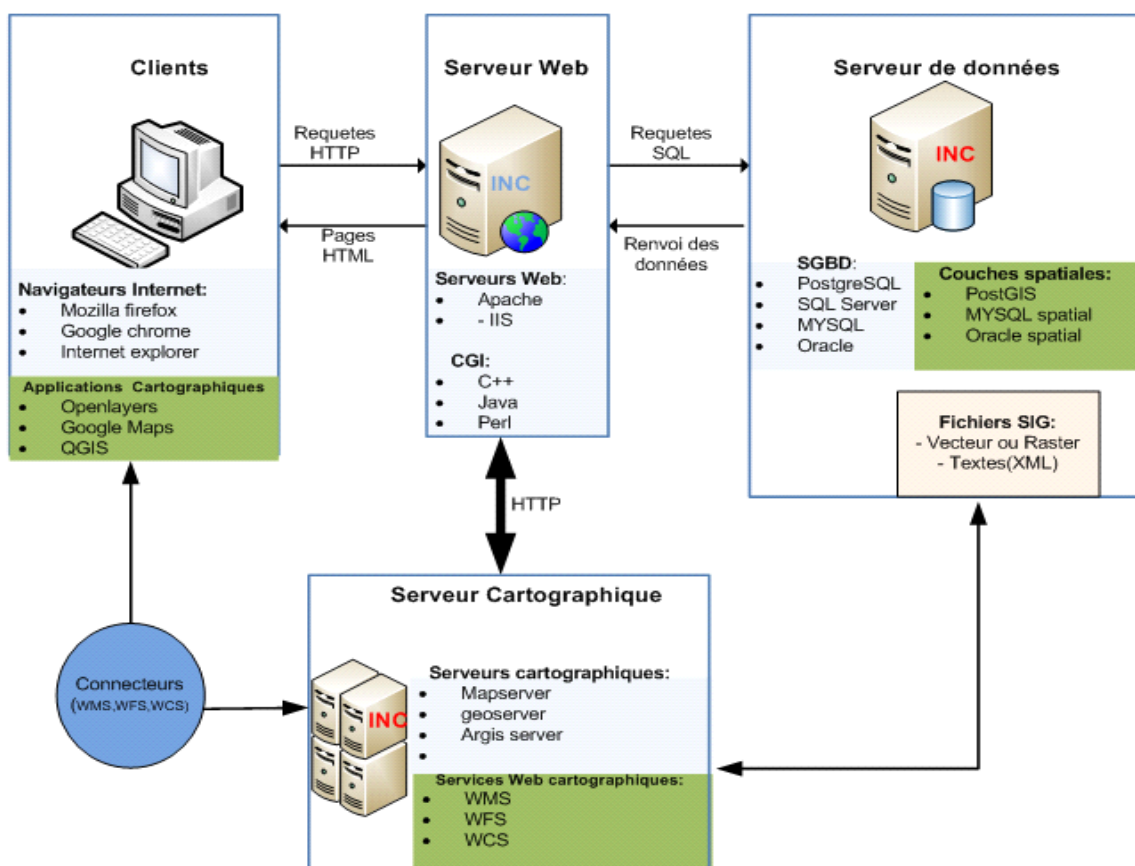 Clients
Requetes
HTTP
Pages
HTML
Navigateurs Internet:
• Mozilla firefox
• Google chrome
• Internet explorer
Applications Cartographiques
• Openlayers
• Google Maps
• QGIS
Serveur Web
INC
Serveurs Web:
• Apache
• - IIS
CGI:
• C++
• Java
• Perl
Requetes
SQL
Renvoi des
données
Serveur de données
INC
SGBD:
• PostgreSQL
• SQL Server
• MYSQL
• Oracle
Couches spatiales:
• PostGIS
• MYSQL spatial
• Oracle spatial
Fichiers SIG:
- Vecteur ou Raster
- Textes(XML)
HTTP
Connecteurs
(WMS,WFS,WCS)
Serveur Cartographique
INC
Serveurs cartographiques:
• Mapserver
• geoserver
• Argis server
•
Services Web cartographiques:
• WMS
• WFS
• WCS